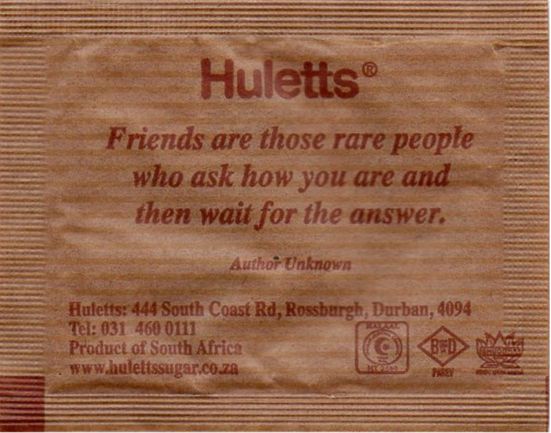 Huletts®
Friends are those rare people
who ask how you are and
then wait for the answer.
Author Unknown
Huletts: 444 South Coast Rd, Rossburgh, Durban, 4094
Tel: 031 460 0111
Product of South Africa
www.hulettssugar.co.za
HALAAL
PAREV